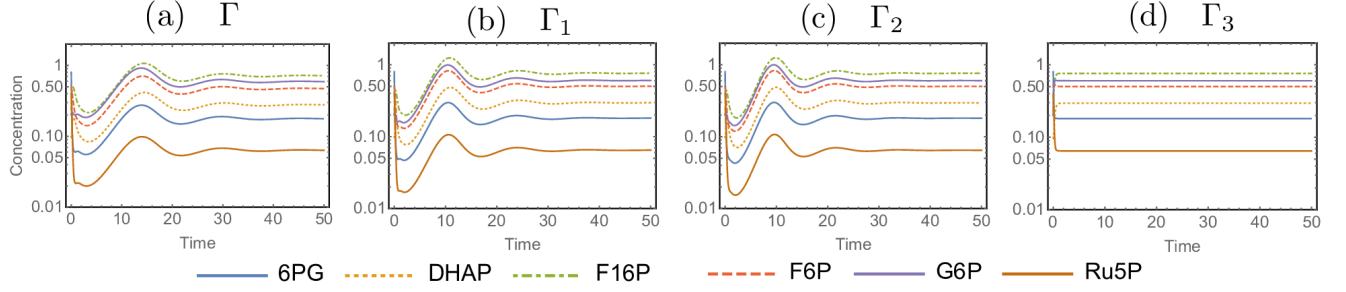 (a) Γ (b) Γ₁ (c) Γ₂ (d) Γ₃
1 1 1 1
0.50 0.50 0.50 0.50
0.10 0.10 0.10 0.10
0.05 0.05 0.05 0.05
0.01 0.01 0.01 0.01
Concentration
0 10 20 30 40 50 0 10 20 30 40 50 0 10 20 30 40 50 0 10 20 30 40 50
Time Time Time Time
6PG DHAP F16P F6P G6P Ru5P